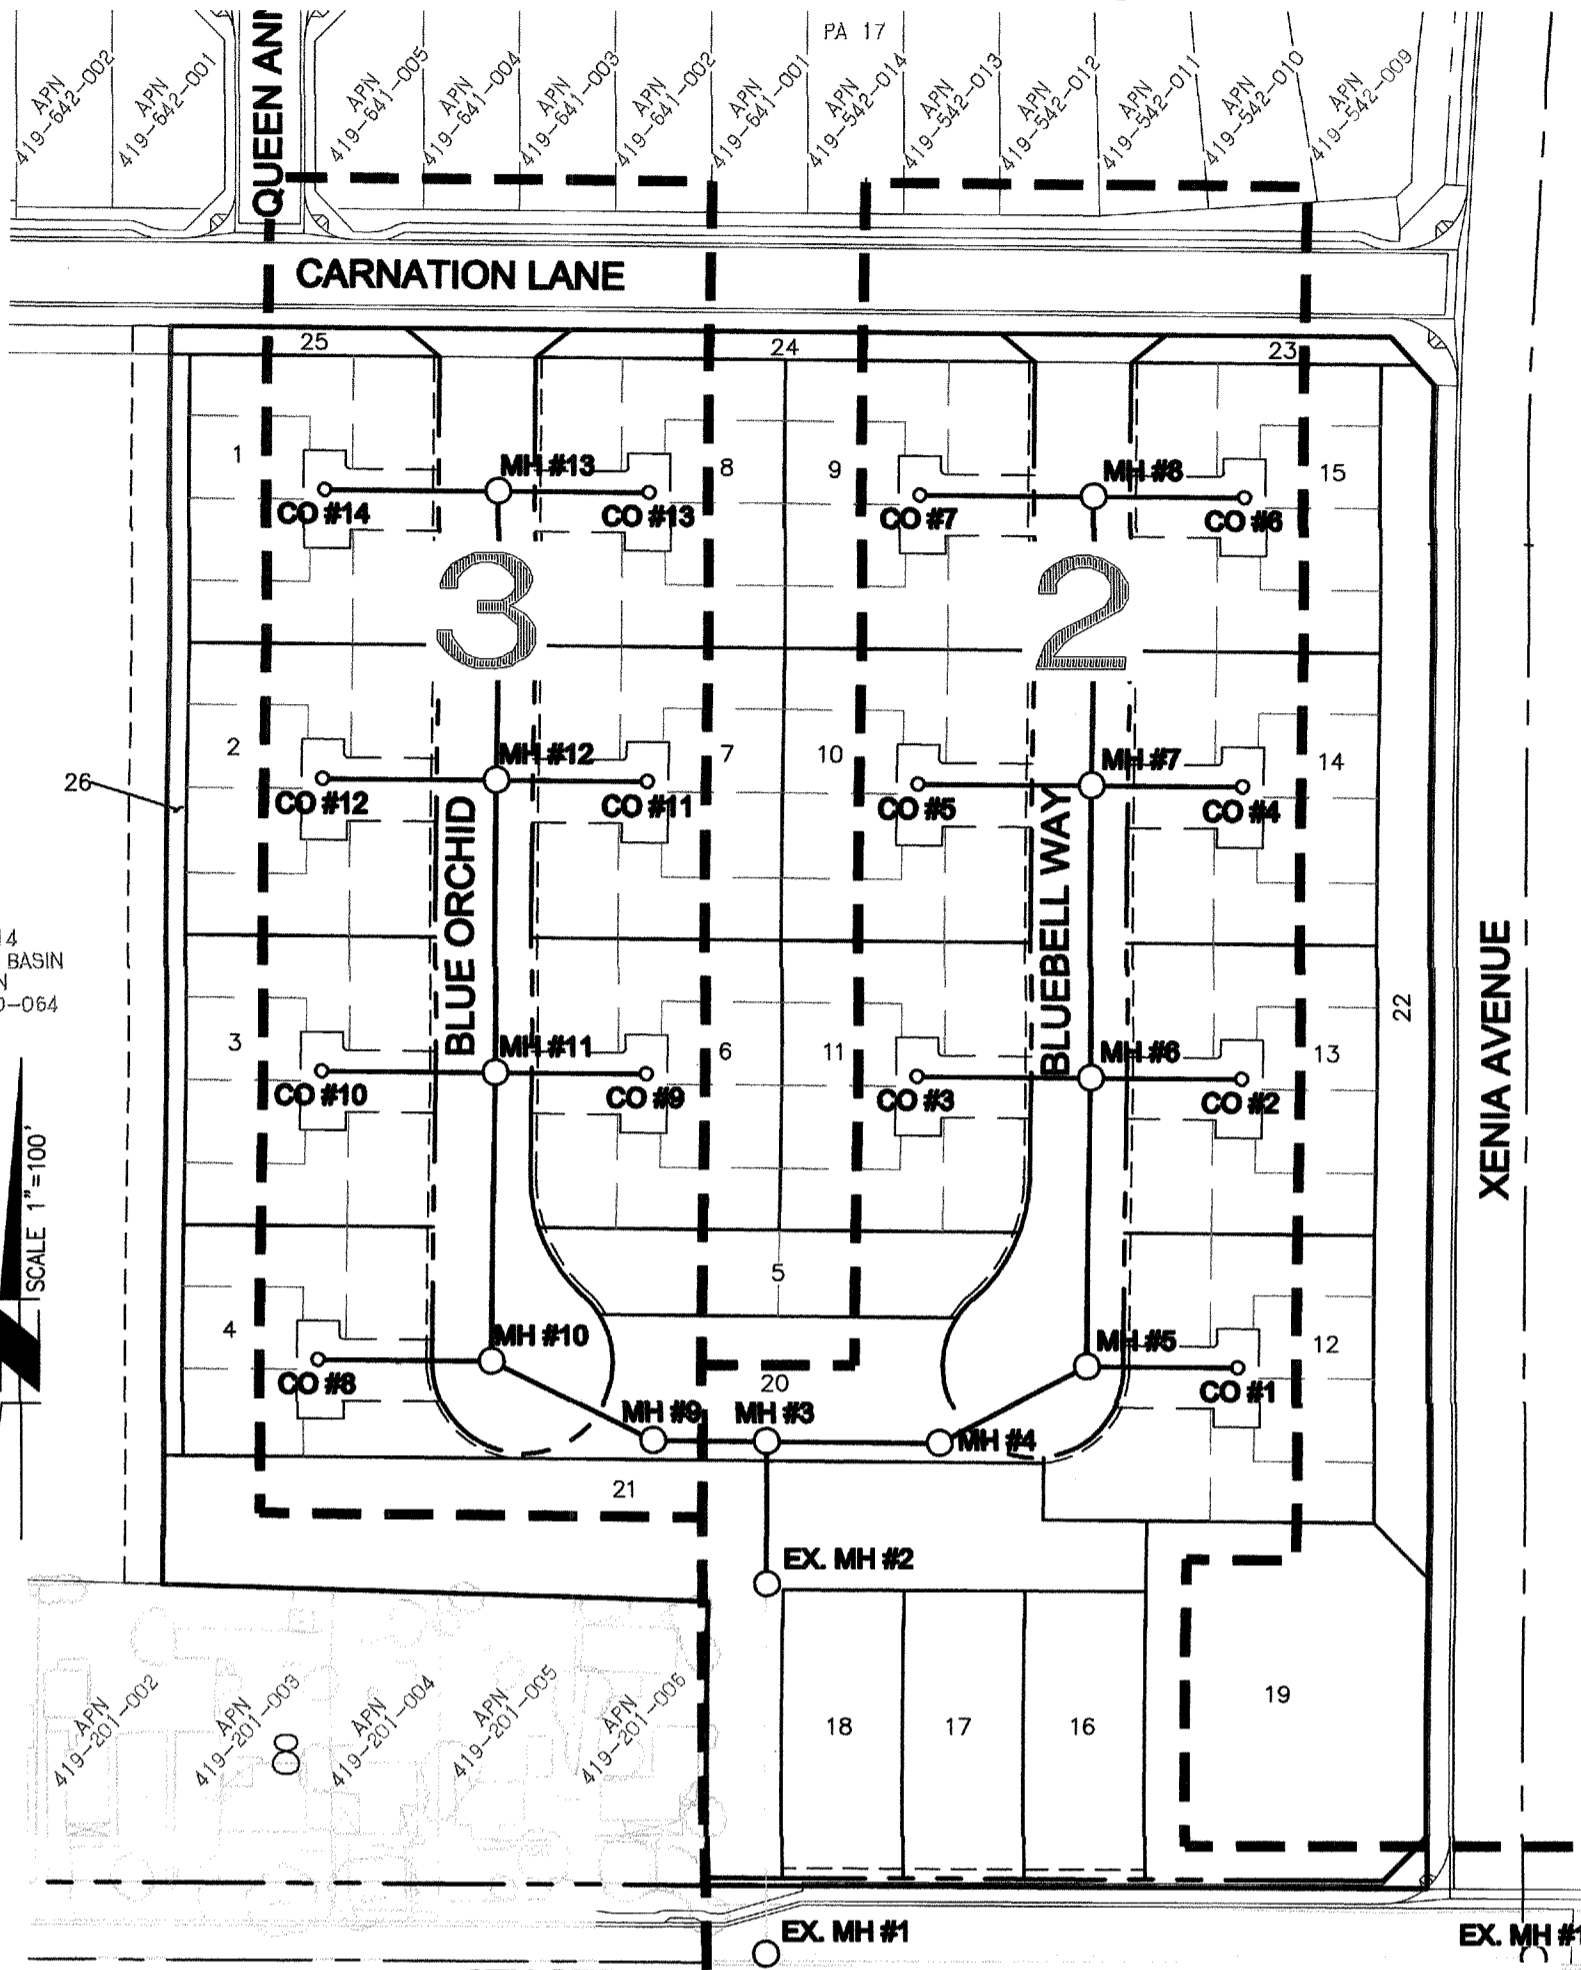 PA 17
APN
419-642-002
APN
419-642-001
QUEEN ANN
APN
419-641-005
APN
419-641-004
APN
419-641-003
APN
419-641-002
APN
419-641-001
APN
419-542-014
APN
419-542-013
APN
419-542-012
APN
419-542-011
APN
419-542-010
APN
419-542-009
CARNATION LANE
25
24
23
1
MH #13
8
9
MH #8
15
CO #14
CO #13
CO #7
CO #6
3
2
2
MH #12
7
10
MH #7
14
26
CO #12
CO #11
CO #5
CO #4
BLUE ORCHID
BLUEBELL WAY
XENIA AVENUE
22
14
BASIN
N
0-064
3
MH #11
6
11
MH #6
13
CO #10
CO #9
CO #3
CO #2
SCALE 1"=100'
5
4
MH #10
MH #5
12
CO #8
20
CO #1
MH #9
MH #3
MH #4
21
EX. MH #2
APN
419-201-002
APN
419-201-003
8
APN
419-201-004
APN
419-201-005
APN
419-201-006
18
17
16
19
EX. MH #1
EX. MH #1